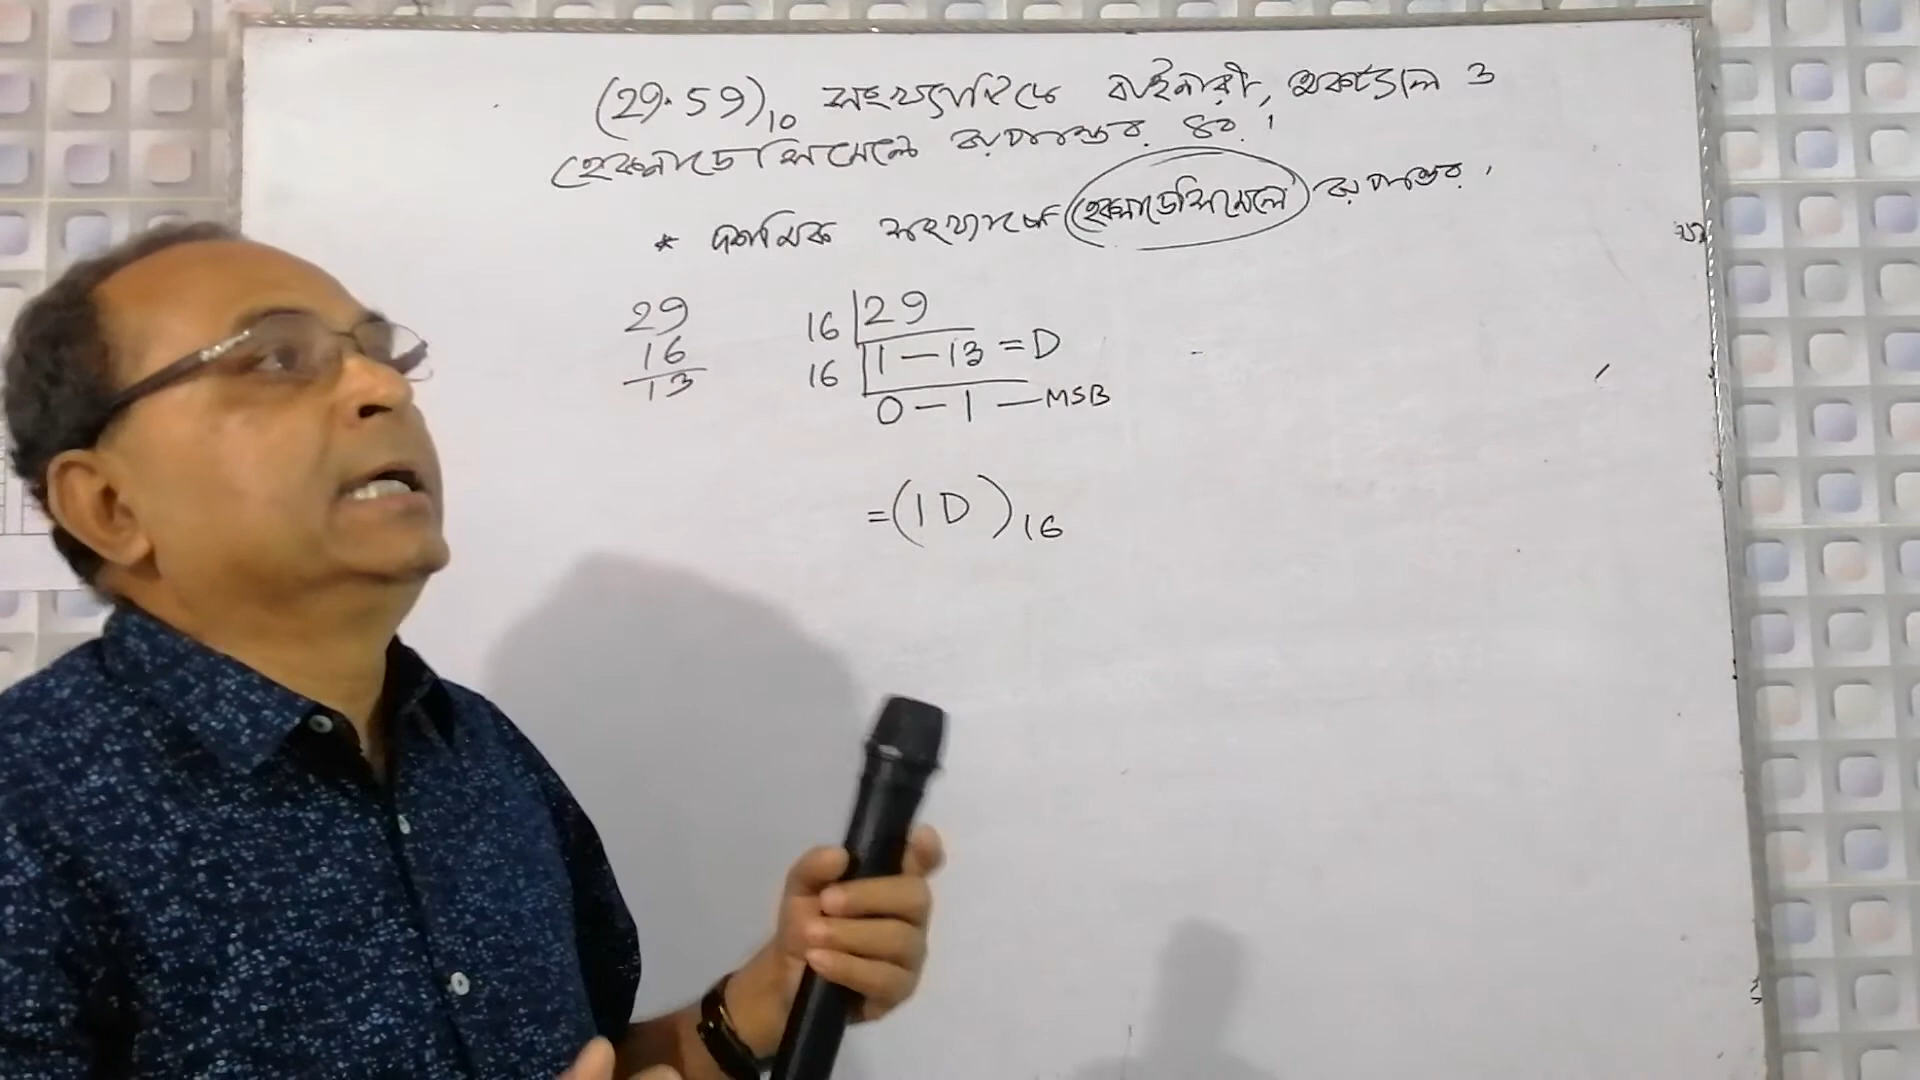 (29.59)10 সংখ্যাটিকে বাইনারী, অকটাল ও
হেক্সাডেসিমেলে রূপান্তর কর।
* দশমিক সংখ্যাকে হেক্সাডেসিমেলে রূপান্তর।
29
16
13
16 29
16 1 — 13 = D
0 — 1 — MSB
= (1D)16